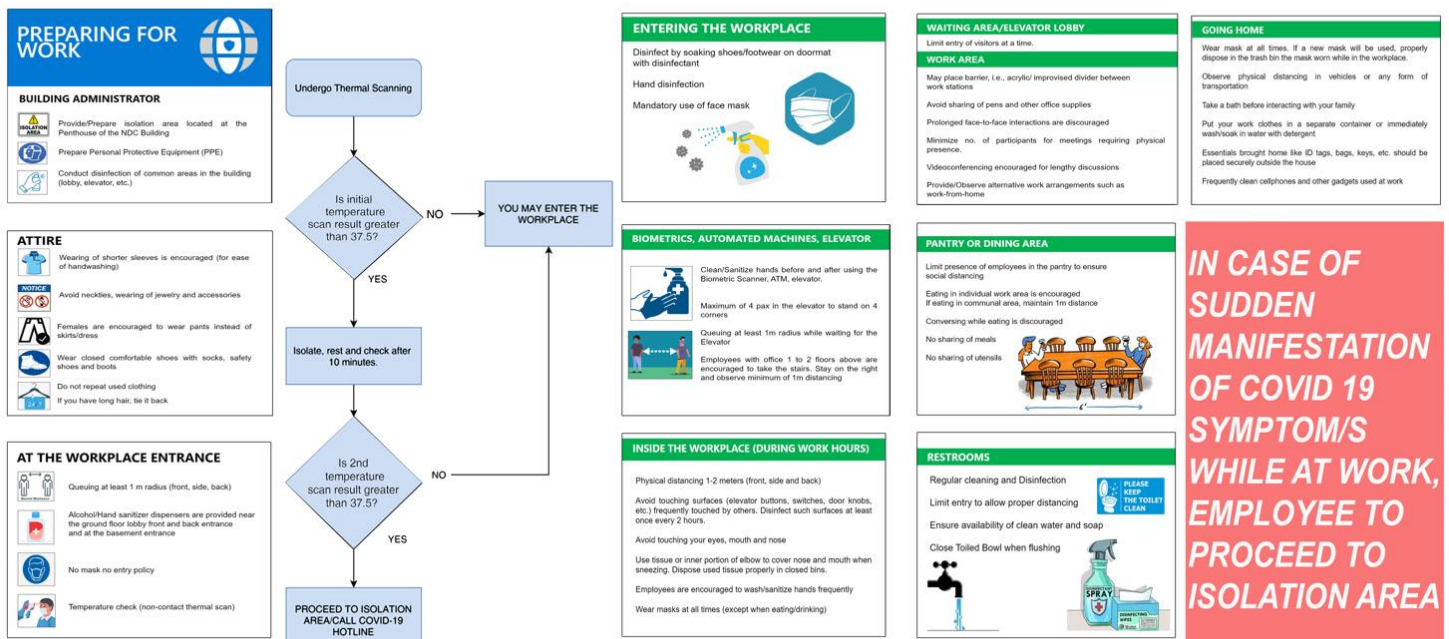 PREPARING FOR
WORK
BUILDING ADMINISTRATOR
ISOLATION
AREA
Provide/Prepare isolation area located at the
Penthouse of the NDC Building
Prepare Personal Protective Equipment (PPE)
Conduct disinfection of common areas in the building
(lobby, elevator, etc.)
ATTIRE
Wearing of shorter sleeves is encouraged (for ease
of handwashing)
NOTICE
Avoid neckties, wearing of jewelry and accessories
Females are encouraged to wear pants instead of
skirts/dress
Wear closed comfortable shoes with socks, safety
shoes and boots
Do not repeat used clothing
If you have long hair, tie it back
AT THE WORKPLACE ENTRANCE
Queuing at least 1 m radius (front, side, back)
Alcohol/Hand sanitizer dispensers are provided near
the ground floor lobby front and back entrance
and at the basement entrance
No mask no entry policy
Temperature check (non-contact thermal scan)
Undergo Thermal Scanning
Is initial
temperature
scan result greater
than 37.5?
NO
YOU MAY ENTER THE
WORKPLACE
YES
Isolate, rest and check after
10 minutes.
Is 2nd
temperature
scan result greater
than 37.5?
NO
YES
PROCEED TO ISOLATION
AREA/CALL COVID-19
HOTLINE
ENTERING THE WORKPLACE
Disinfect by soaking shoes/footwear on doormat
with disinfectant
Hand disinfection
Mandatory use of face mask
BIOMETRICS, AUTOMATED MACHINES, ELEVATOR
Clean/Sanitize hands before and after using the
Biometric Scanner, ATM, elevator.
Maximum of 4 pax in the elevator to stand on 4
corners
Queuing at least 1m radius while waiting for the
Elevator
Employees with office 1 to 2 floors above are
encouraged to take the stairs. Stay on the right
and observe minimum of 1m distancing
INSIDE THE WORKPLACE (DURING WORK HOURS)
Physical distancing 1-2 meters (front, side and back)
Avoid touching surfaces (elevator buttons, switches, door knobs,
etc.) frequently touched by others. Disinfect such surfaces at least
once every 2 hours.
Avoid touching your eyes, mouth and nose
Use tissue or inner portion of elbow to cover nose and mouth when
sneezing. Dispose used tissue properly in closed bins.
Employees are encouraged to wash/sanitize hands frequently
Wear masks at all times (except when eating/drinking)
WAITING AREA/ELEVATOR LOBBY
Limit entry of visitors at a time.
WORK AREA
May place barrier, i.e., acrylic/ improvised divider between
work stations
Avoid sharing of pens and other office supplies
Prolonged face-to-face interactions are discouraged
Minimize no. of participants for meetings requiring physical
presence.
Videoconferencing encouraged for lengthy discussions
Provide/Observe alternative work arrangements such as
work-from-home
PANTRY OR DINING AREA
Limit presence of employees in the pantry to ensure
social distancing
Eating in individual work area is encouraged
If eating in communal area, maintain 1m distance
Conversing while eating is discouraged
No sharing of meals
No sharing of utensils
6'
RESTROOMS
Regular cleaning and Disinfection
Limit entry to allow proper distancing
Ensure availability of clean water and soap
Close Toiled Bowl when flushing
PLEASE
KEEP
THE TOILET
CLEAN
DISINFECTANT
SPRAY
DISINFECTING
WIPES
GOING HOME
Wear mask at all times. If a new mask will be used, properly
dispose in the trash bin the mask worn while in the workplace.
Observe physical distancing in vehicles or any form of
transportation
Take a bath before interacting with your family
Put your work clothes in a separate container or immediately
wash/soak in water with detergent
Essentials brought home like ID tags, bags, keys, etc. should be
placed securely outside the house
Frequently clean cellphones and other gadgets used at work
IN CASE OF
SUDDEN
MANIFESTATION
OF COVID 19
SYMPTOM/S
WHILE AT WORK,
EMPLOYEE TO
PROCEED TO
ISOLATION AREA